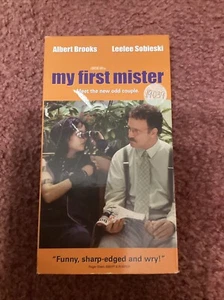 Albert Brooks Leelee Sobieski
my first mister
Meet the new odd couple.
"Funny, sharp-edged and wry!"